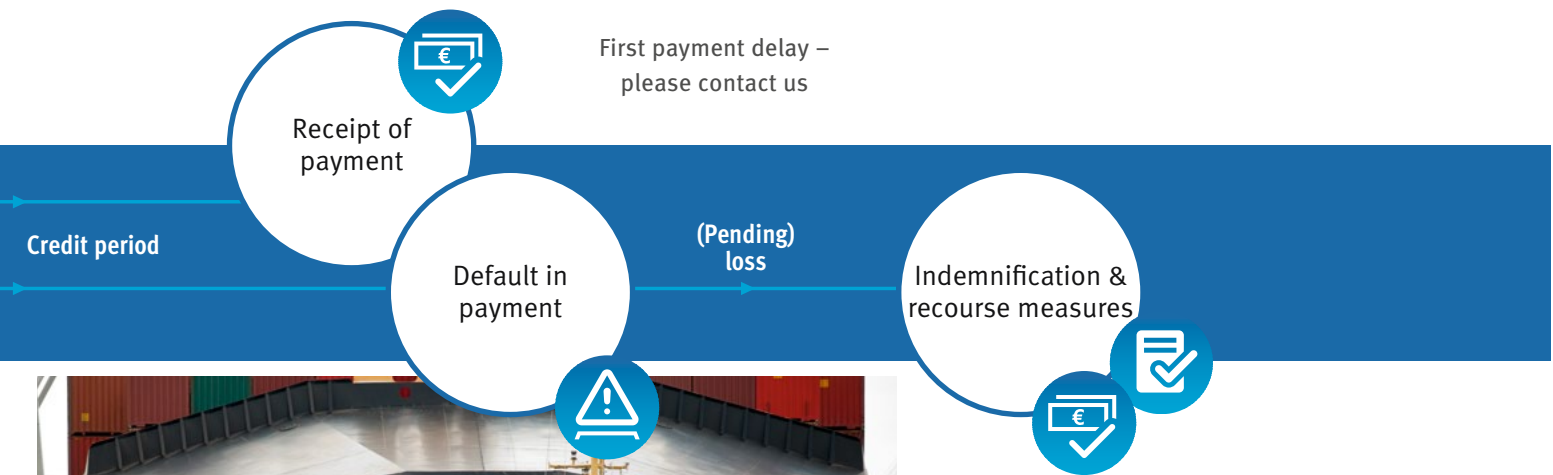 First payment delay –
please contact us
Receipt of
payment
Credit period
(Pending)
loss
Default in
payment
Indemnification &
recourse measures
€
€